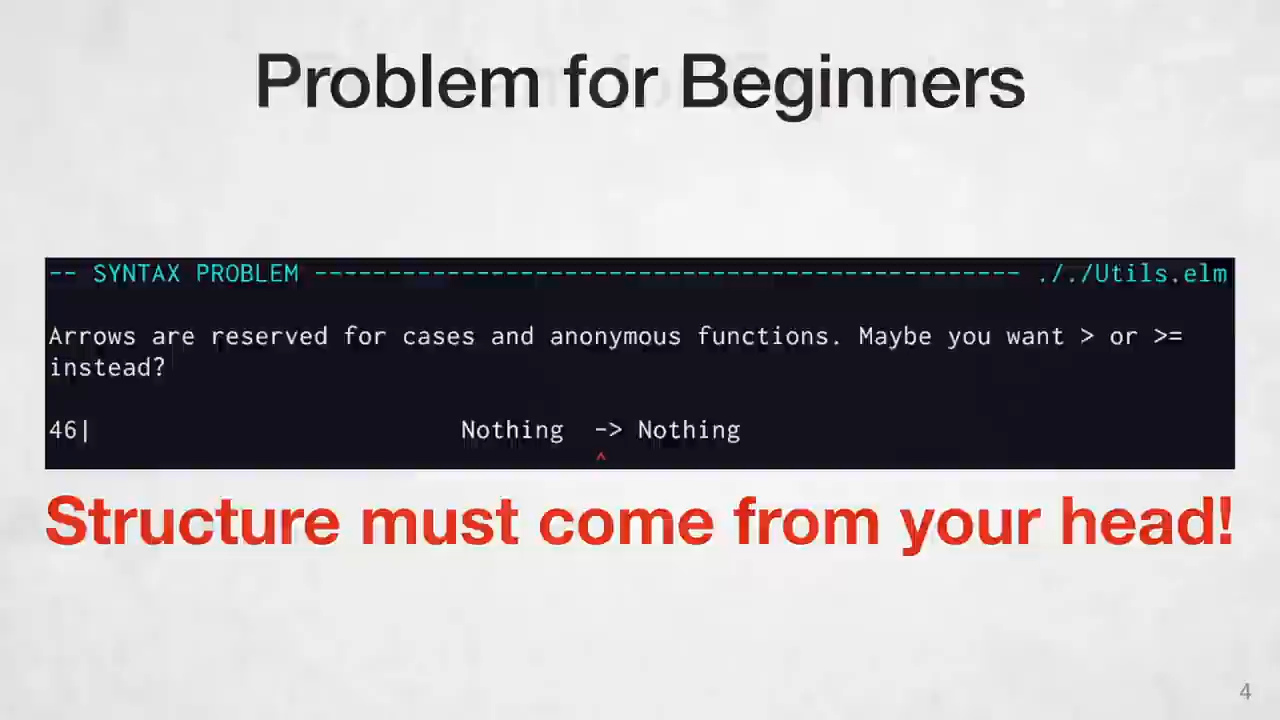 Problem for Beginners
-- SYNTAX PROBLEM ------------------------------------------------ ././Utils.elm
Arrows are reserved for cases and anonymous functions. Maybe you want > or >=
instead?
46|                         Nothing  -> Nothing
^
Structure must come from your head!
4